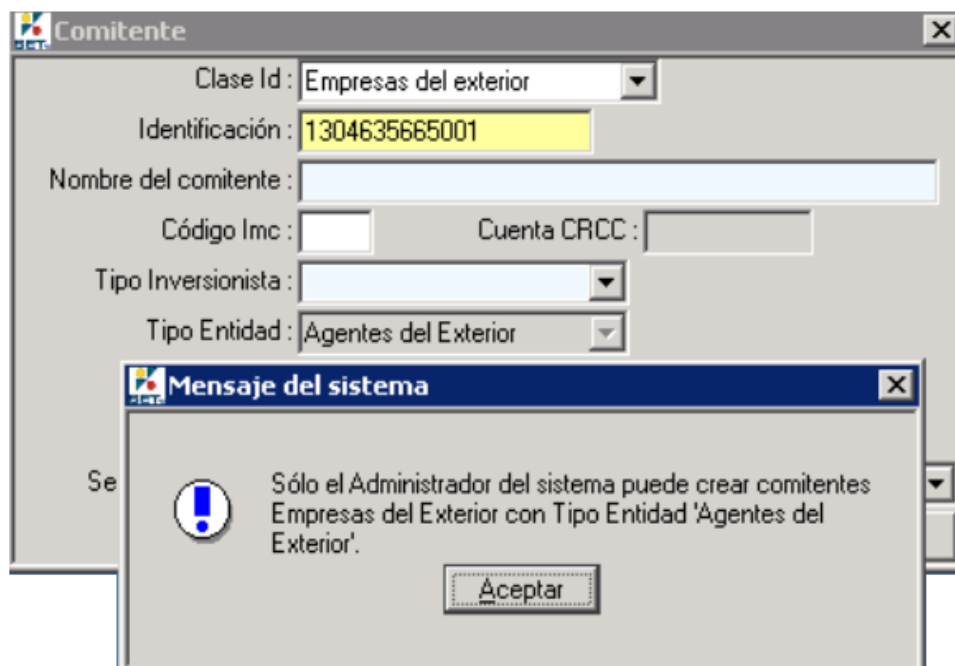 Comitente
Clase Id : Empresas del exterior
Identificación : 1304635665001
Nombre del comitente :
Código Imc : Cuenta CRCC :
Tipo Inversionista :
Tipo Entidad : Agentes del Exterior
Mensaje del sistema
Se
Sólo el Administrador del sistema puede crear comitentes
Empresas del Exterior con Tipo Entidad 'Agentes del
Exterior'.
Aceptar